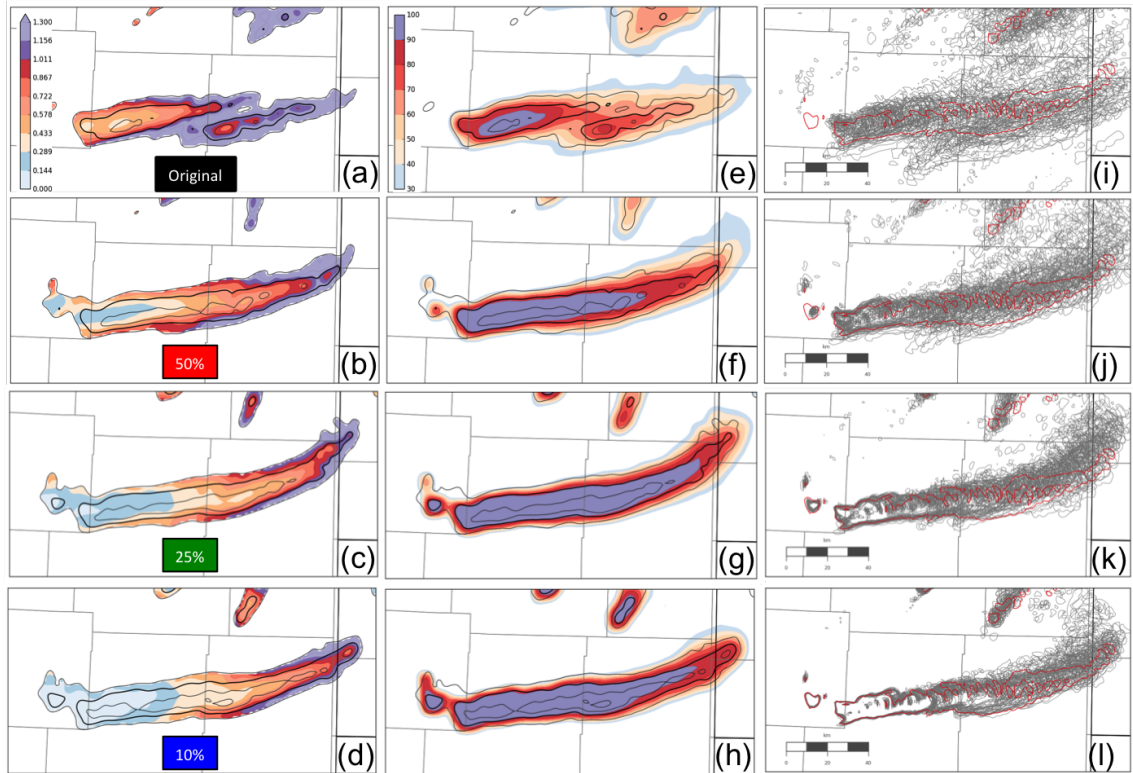 1.300
1.156
1.011
0.867
0.722
0.578
0.433
0.289
0.144
0.000
Original
(a)
100
90
80
70
60
50
40
30
(e)
km
0 20 40
(i)
50%
(b)
(f)
km
0 20 40
(j)
25%
(c)
(g)
km
0 20 40
(k)
10%
(d)
(h)
km
0 20 40
(l)